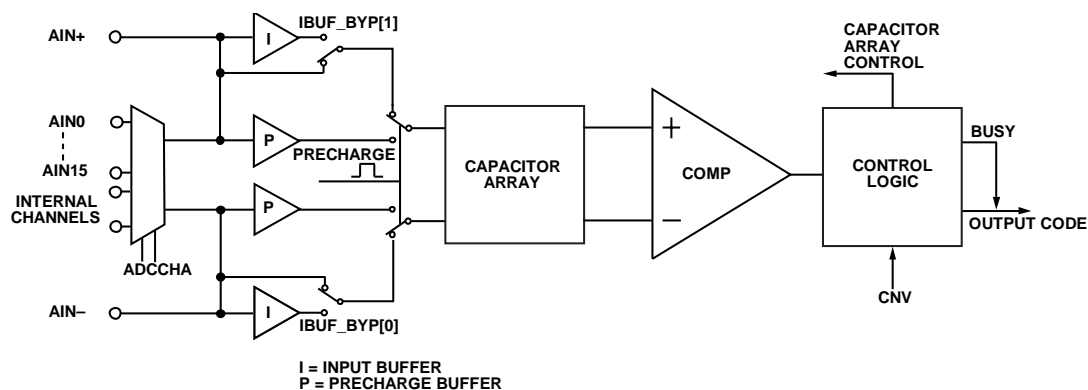 IBUF_BYP[1]
AIN+
I
CAPACITOR
ARRAY
CONTROL
AIN0
AIN15
P
PRECHARGE
INTERNAL
CHANNELS
P
ADCCHA
CAPACITOR
ARRAY
+
COMP
–
CONTROL
LOGIC
BUSY
OUTPUT CODE
CNV
AIN–
I
IBUF_BYP[0]
I = INPUT BUFFER
P = PRECHARGE BUFFER